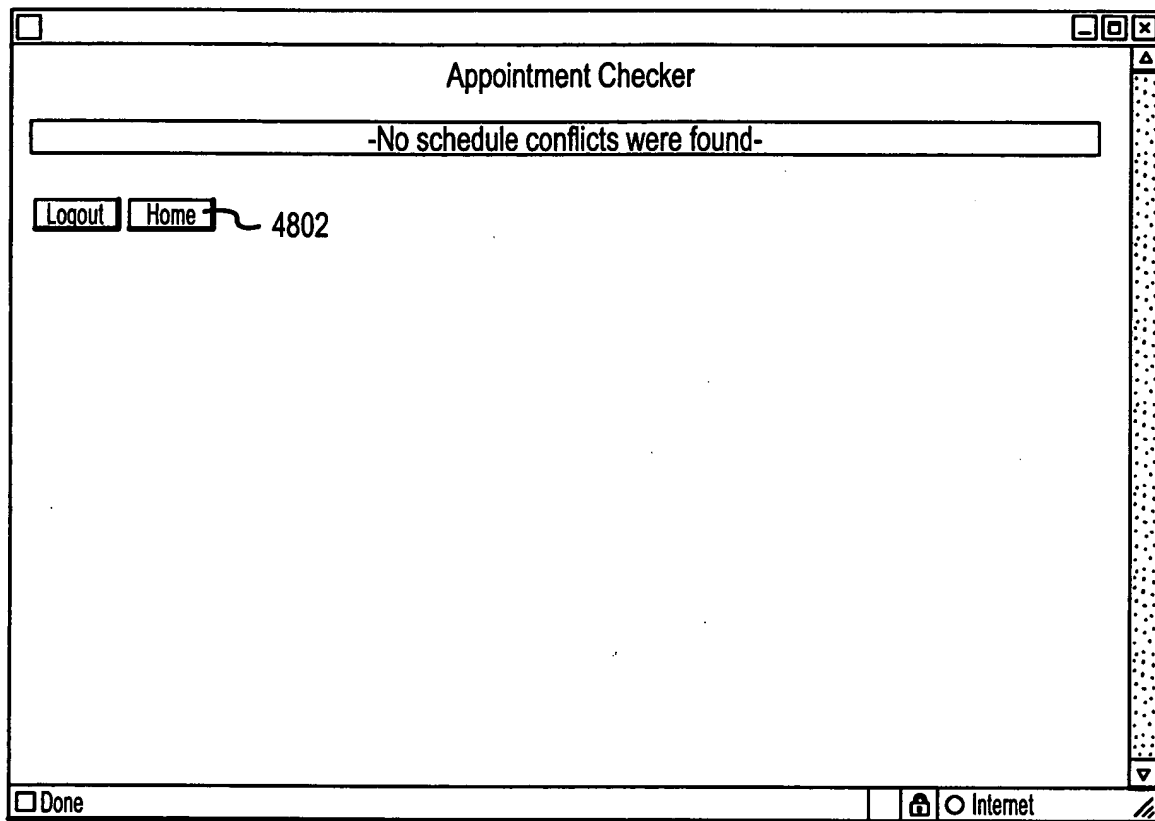 Appointment Checker
-No schedule conflicts were found-
Logout Home 4802
Done Internet